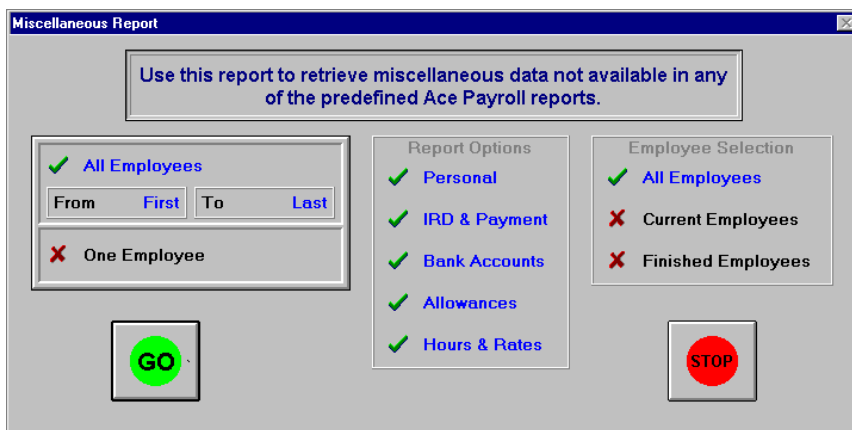 Miscellaneous Report
Use this report to retrieve miscellaneous data not available in any
of the predefined Ace Payroll reports.
All Employees
From First To Last
One Employee
Report Options
Personal
IRD & Payment
Bank Accounts
Allowances
Hours & Rates
Employee Selection
All Employees
Current Employees
Finished Employees
GO
STOP